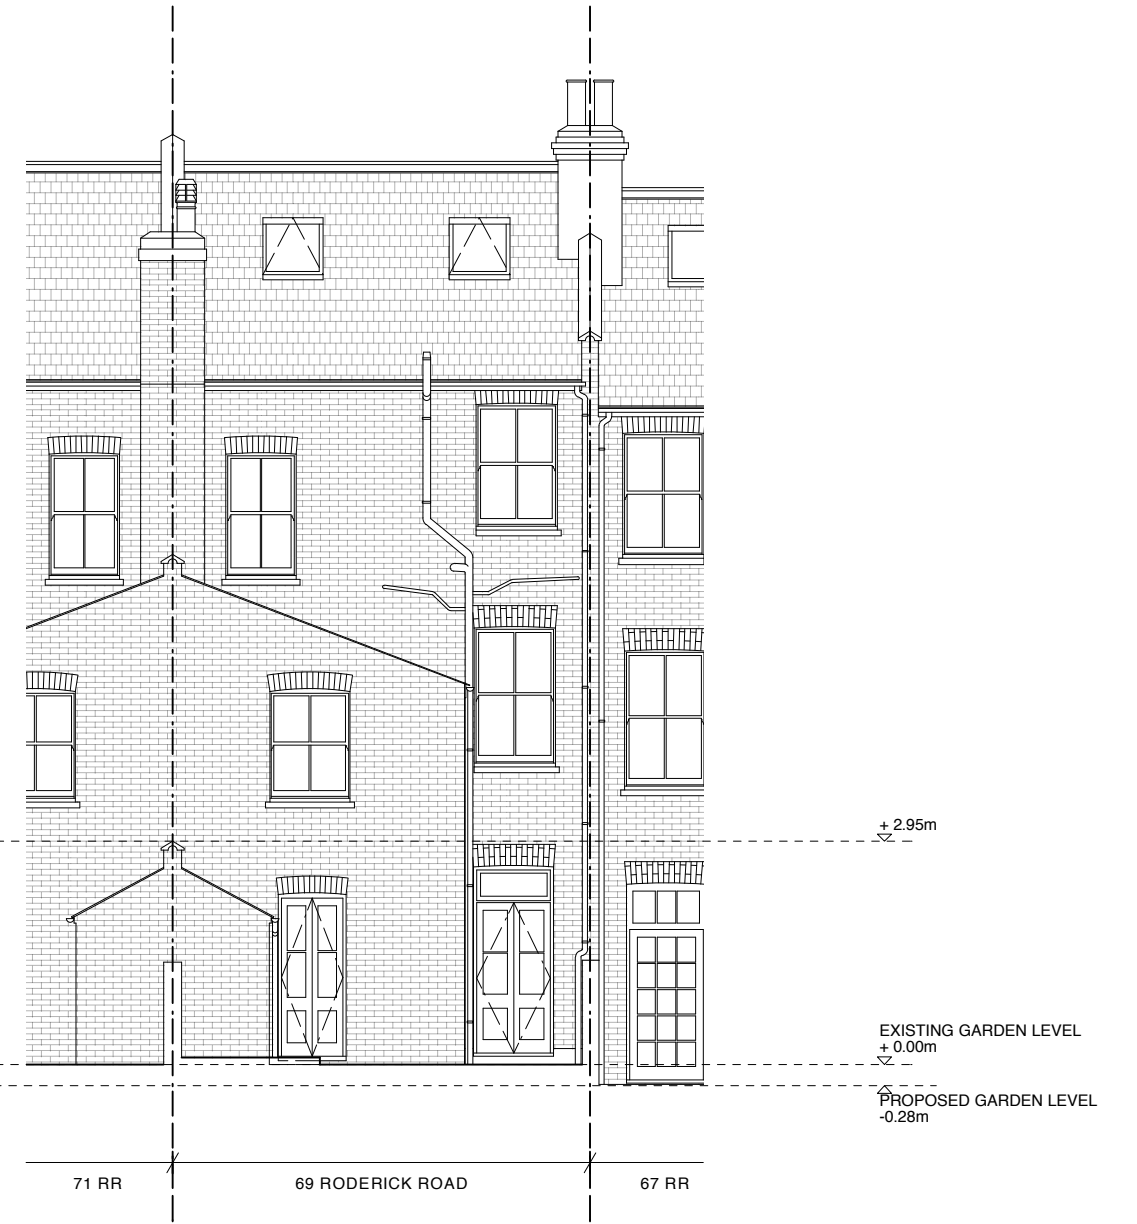 + 2.95m
EXISTING GARDEN LEVEL
+ 0.00m
PROPOSED GARDEN LEVEL
-0.28m
71 RR
69 RODERICK ROAD
67 RR